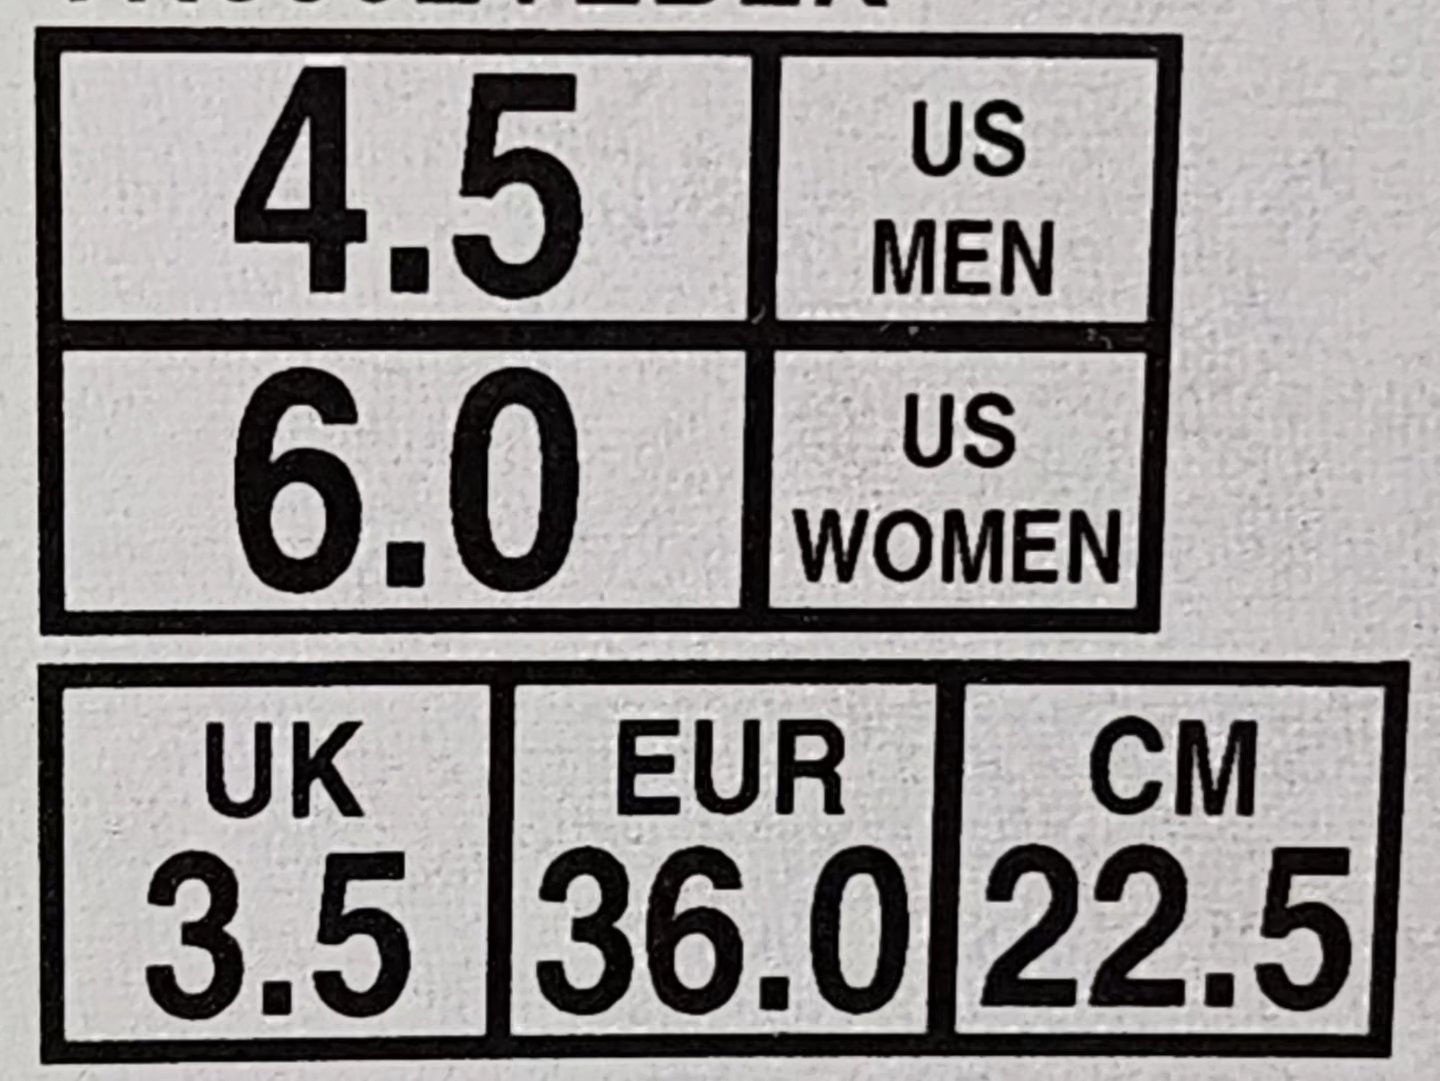 4.5 US
MEN
6.0 US
WOMEN
UK EUR CM
3.5 36.0 22.5